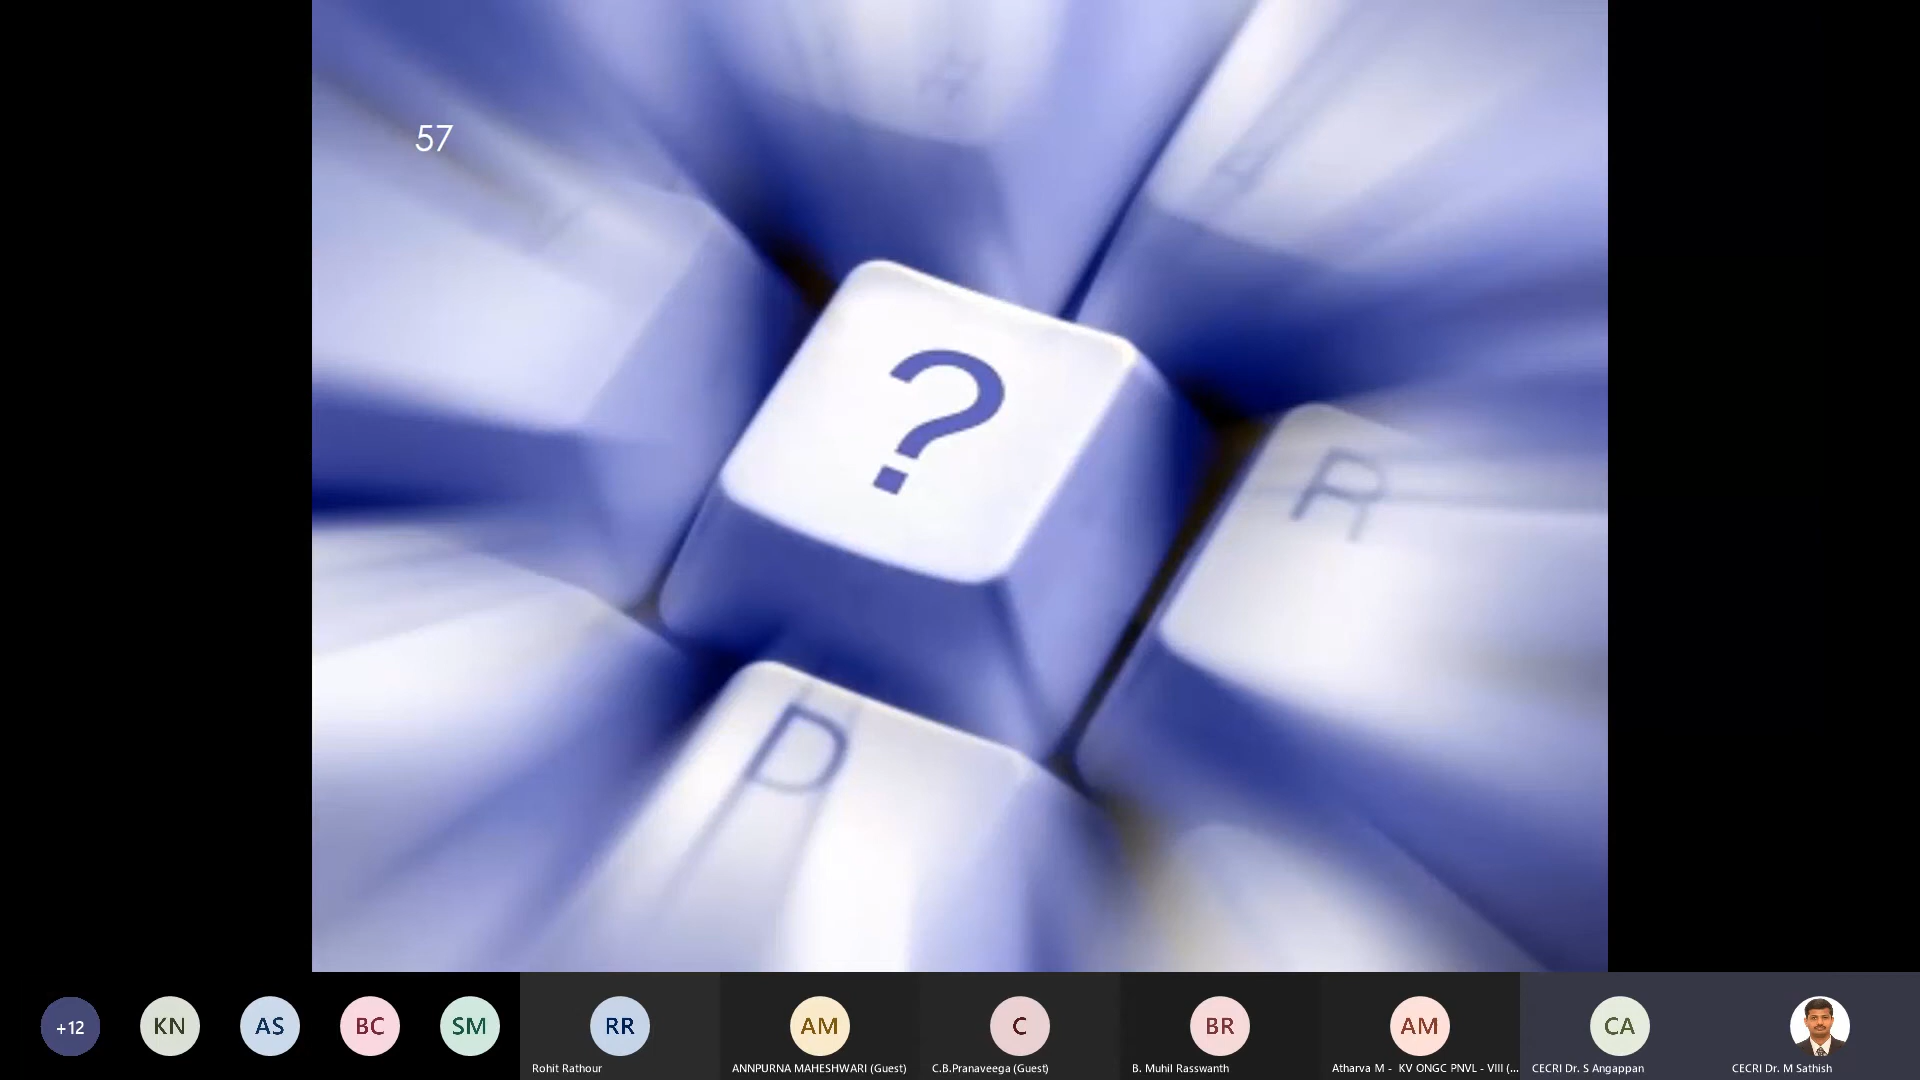 57
?
R
D
+12
KN
AS
BC
SM
RR
AM
C
BR
AM
CA
Rohit Rathour
ANNPURNA MAHESHWARI (Guest)
C.B.Pranaveega (Guest)
B. Muhil Rasswanth
Atharva M - KV ONGC PNVL - VIII (...
CECRI Dr. S Angappan
CECRI Dr. M Sathish